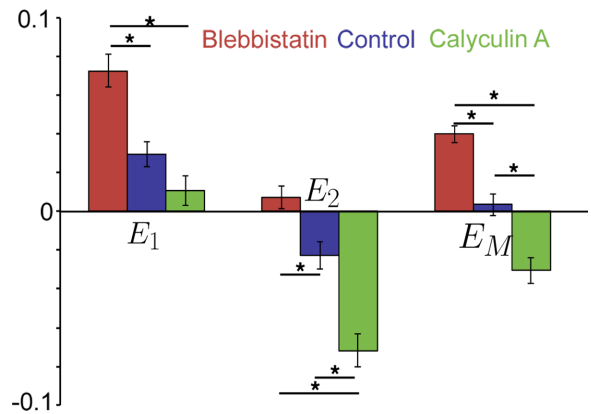 0.1
Blebbistatin Control Calyculin A
* *
* * *
*
E2
0
E1
EM
*
*
*
-0.1